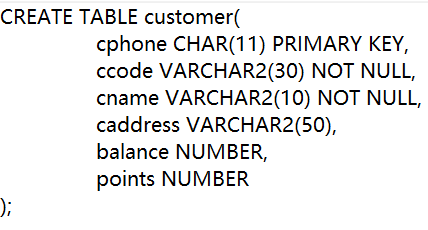 CREATE TABLE customer(
cphone CHAR(11) PRIMARY KEY,
ccode VARCHAR2(30) NOT NULL,
cname VARCHAR2(10) NOT NULL,
caddress VARCHAR2(50),
balance NUMBER,
points NUMBER
);